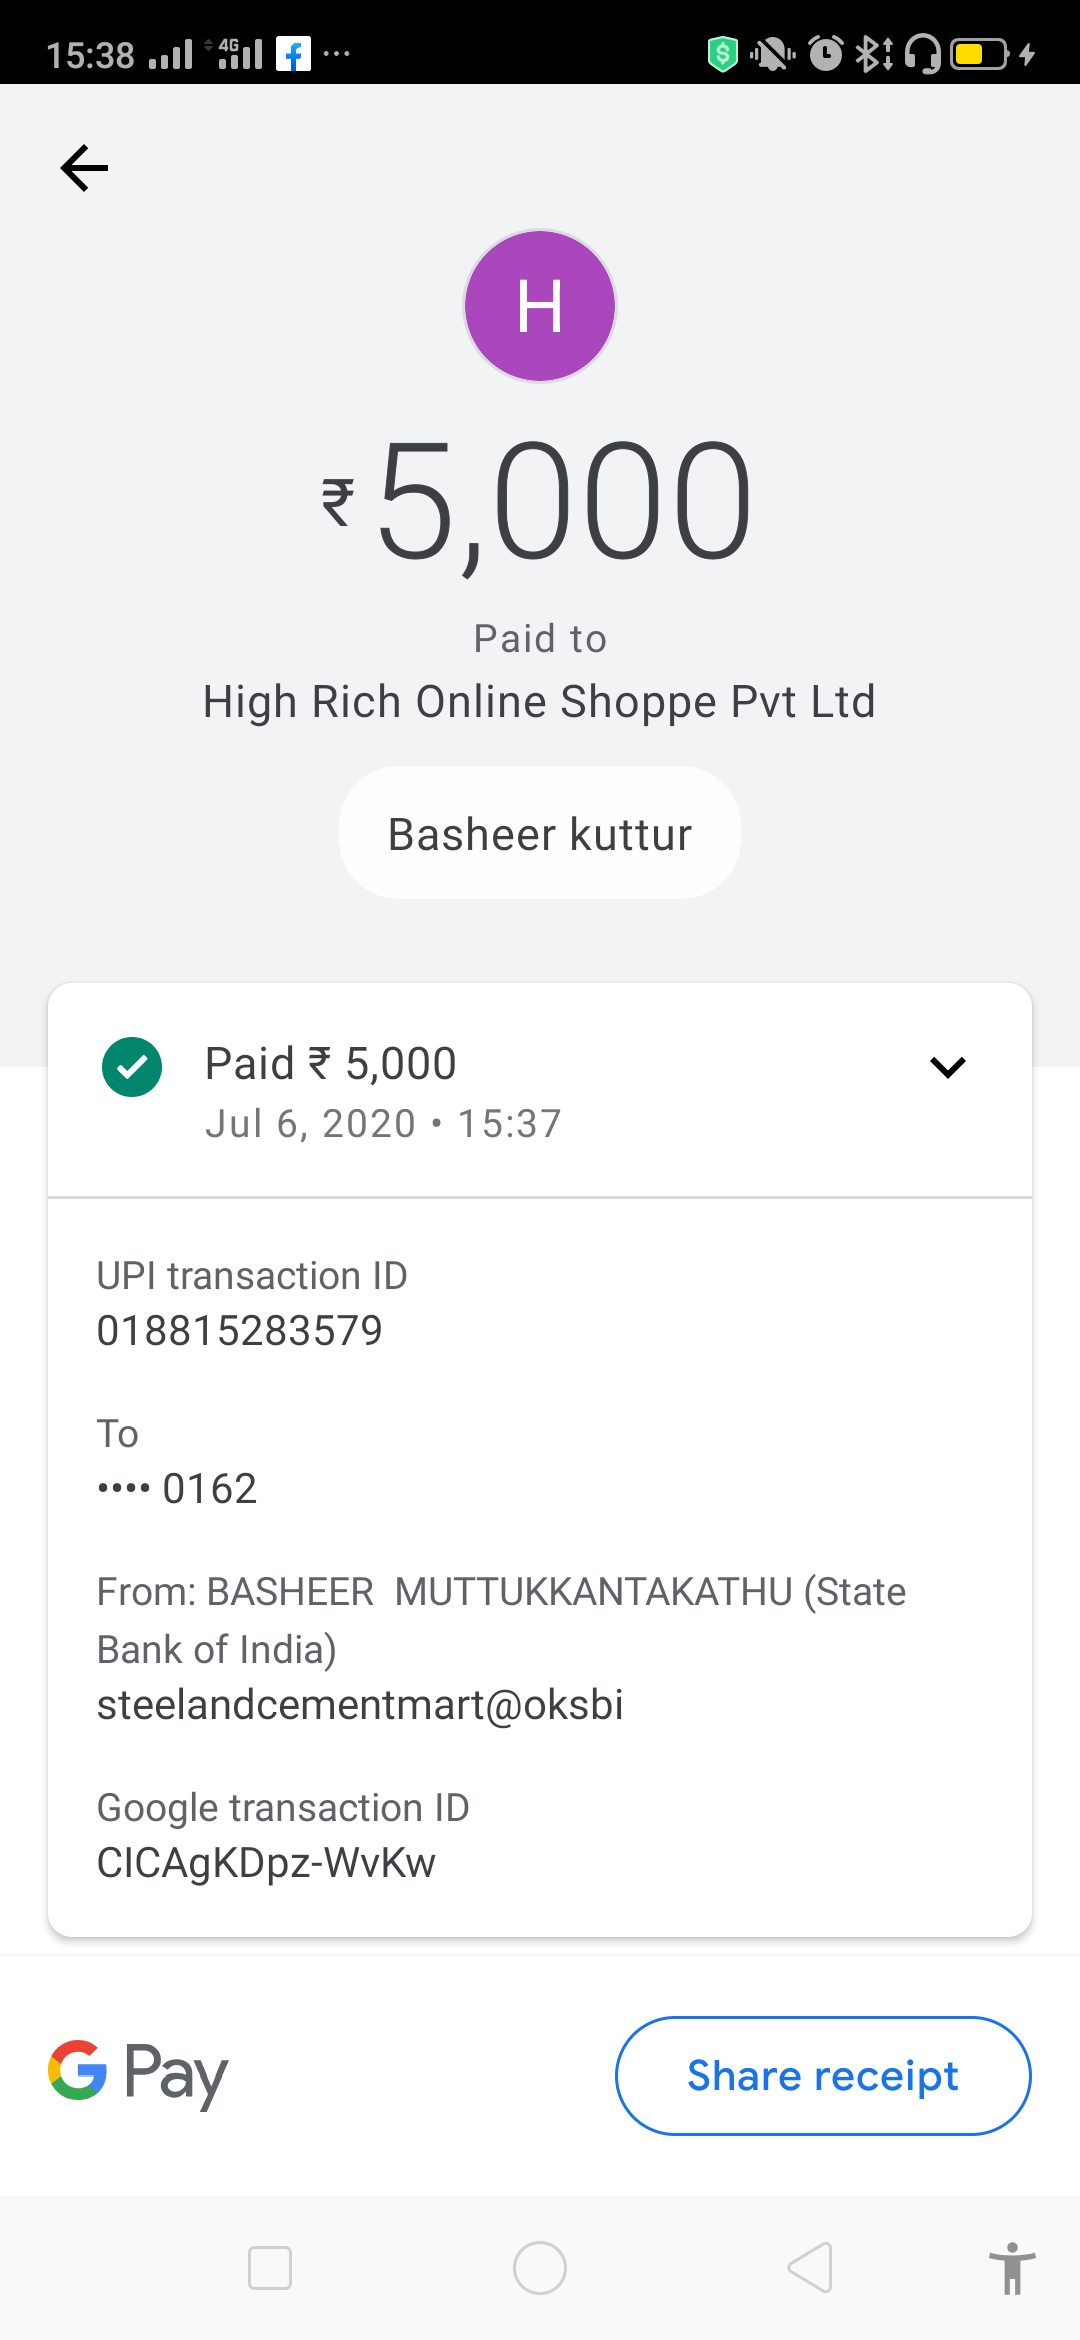 15:38 4G
←
H
₹5,000
Paid to
High Rich Online Shoppe Pvt Ltd
Basheer kuttur
Paid ₹ 5,000
Jul 6, 2020 • 15:37
UPI transaction ID
018815283579
To
•••• 0162
From: BASHEER  MUTTUKKANTAKATHU (State
Bank of India)
steelandcementmart@oksbi
Google transaction ID
CICAgKDpz-WvKw
G Pay
Share receipt